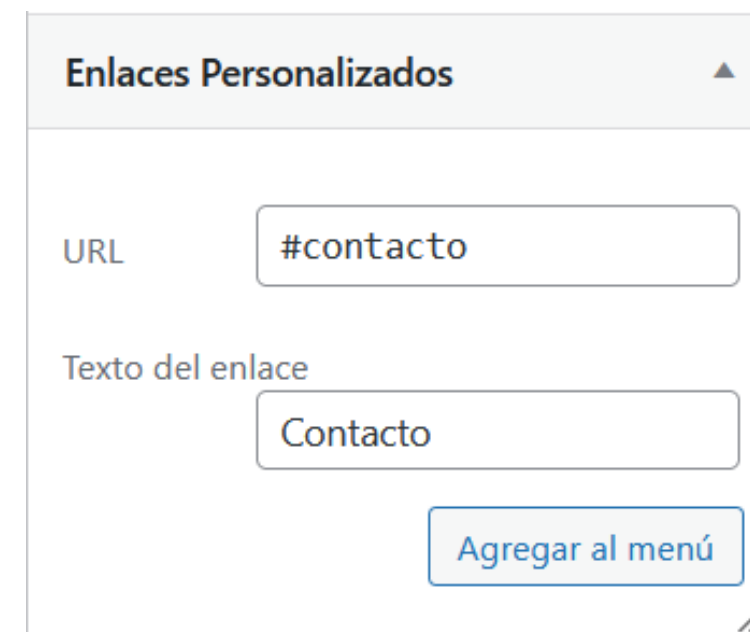 Enlaces Personalizados
URL
#contacto
Texto del enlace
Contacto
Agregar al menú